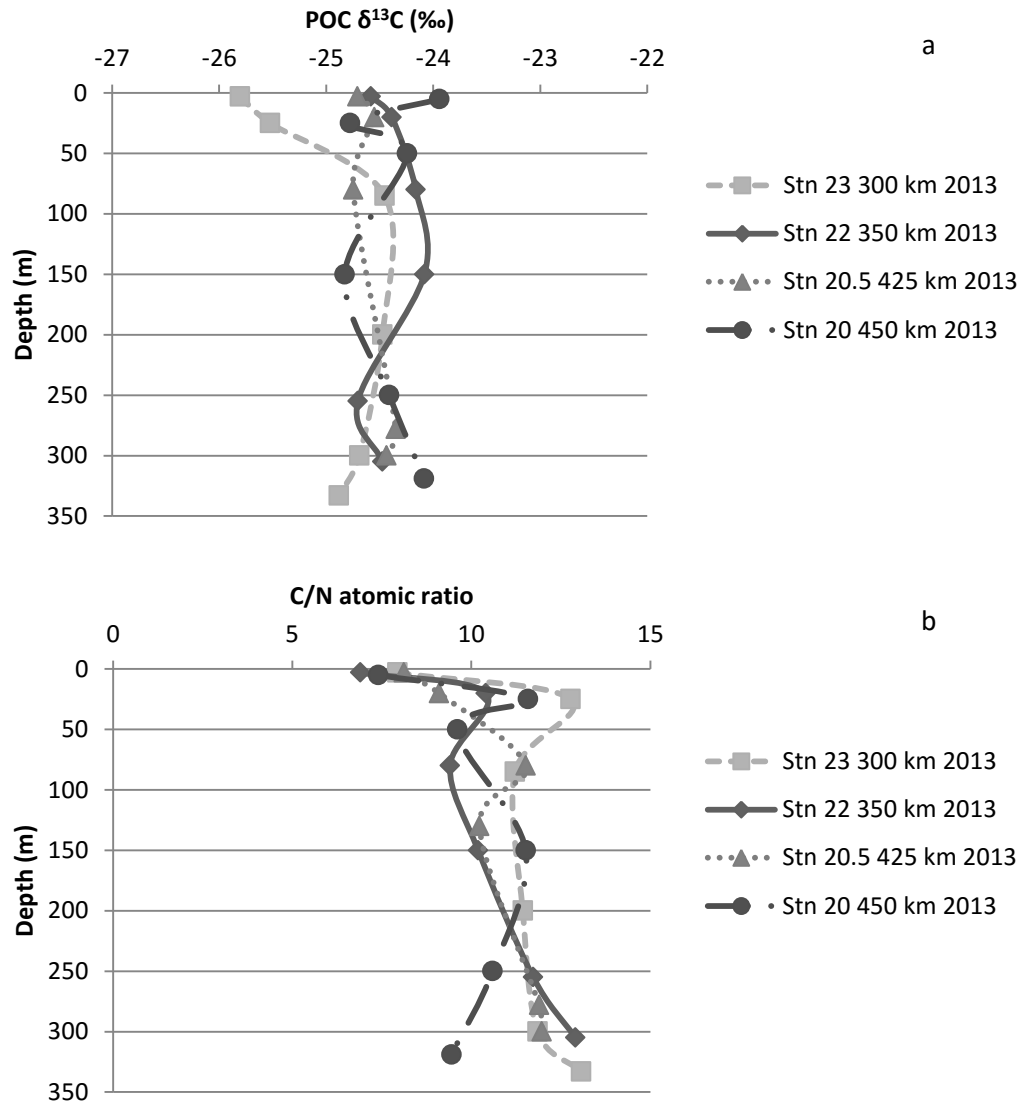 POC δ¹³C (‰)
a
-27 -26 -25 -24 -23 -22
0
50
100
150
200
250
300
350
Depth (m)
Stn 23 300 km 2013
Stn 22 350 km 2013
Stn 20.5 425 km 2013
Stn 20 450 km 2013
C/N atomic ratio
b
0 5 10 15
0
50
100
150
200
250
300
350
Depth (m)
Stn 23 300 km 2013
Stn 22 350 km 2013
Stn 20.5 425 km 2013
Stn 20 450 km 2013